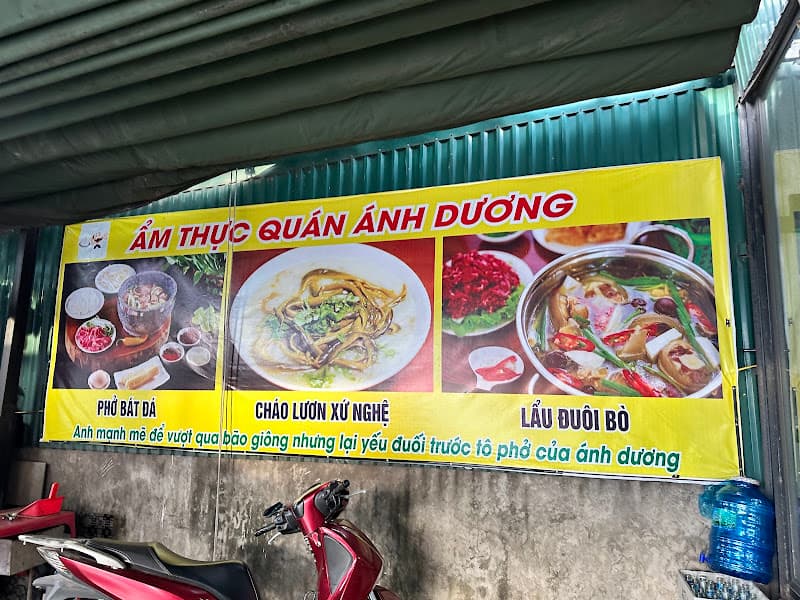 ẨM THỰC QUÁN ÁNH DƯƠNG
PHỞ BÁT ĐÁ
CHÁO LƯƠN XỨ NGHỆ
LẨU ĐUÔI BÒ
Anh mạnh mẽ để vượt qua bão giông nhưng lại yếu đuối trước tô phở của ánh dương